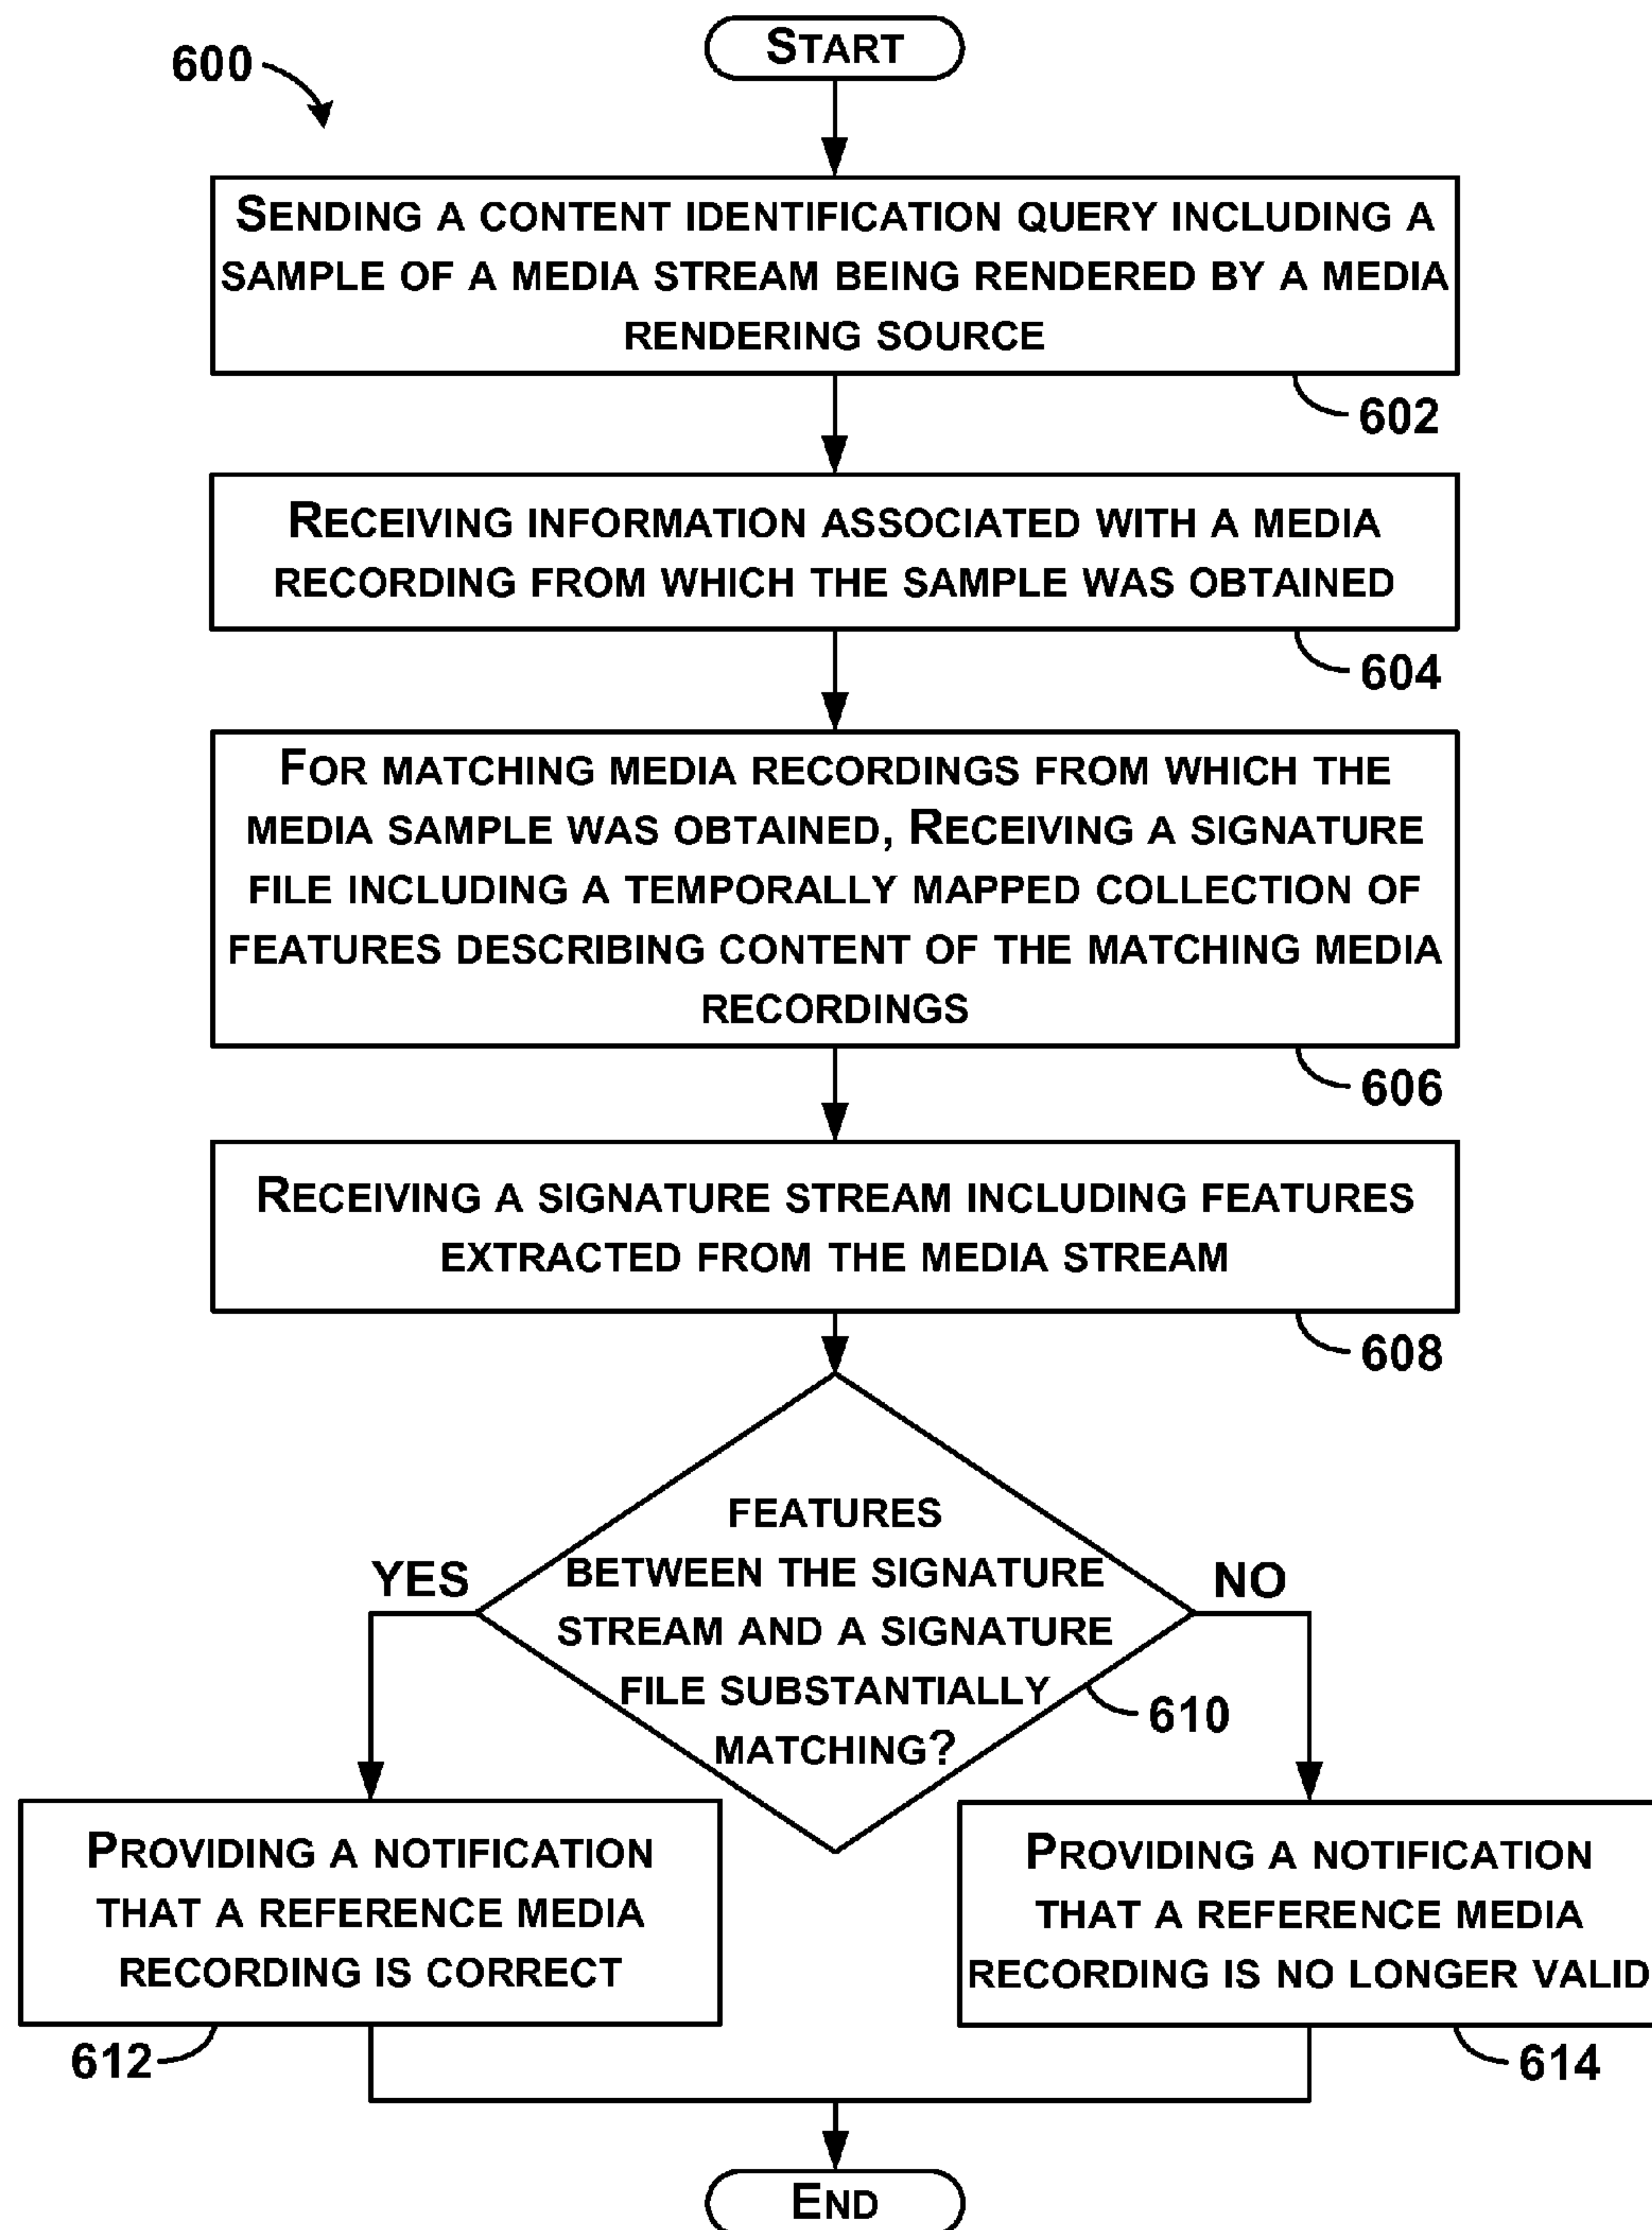 START
600
SENDING A CONTENT IDENTIFICATION QUERY INCLUDING A
SAMPLE OF A MEDIA STREAM BEING RENDERED BY A MEDIA
RENDERING SOURCE
602
RECEIVING INFORMATION ASSOCIATED WITH A MEDIA
RECORDING FROM WHICH THE SAMPLE WAS OBTAINED
604
FOR MATCHING MEDIA RECORDINGS FROM WHICH THE
MEDIA SAMPLE WAS OBTAINED, RECEIVING A SIGNATURE
FILE INCLUDING A TEMPORALLY MAPPED COLLECTION OF
FEATURES DESCRIBING CONTENT OF THE MATCHING MEDIA
RECORDINGS
606
RECEIVING A SIGNATURE STREAM INCLUDING FEATURES
EXTRACTED FROM THE MEDIA STREAM
608
FEATURES
BETWEEN THE SIGNATURE
STREAM AND A SIGNATURE
FILE SUBSTANTIALLY
MATCHING?
610
YES
NO
PROVIDING A NOTIFICATION
THAT A REFERENCE MEDIA
RECORDING IS CORRECT
612
PROVIDING A NOTIFICATION
THAT A REFERENCE MEDIA
RECORDING IS NO LONGER VALID
614
END